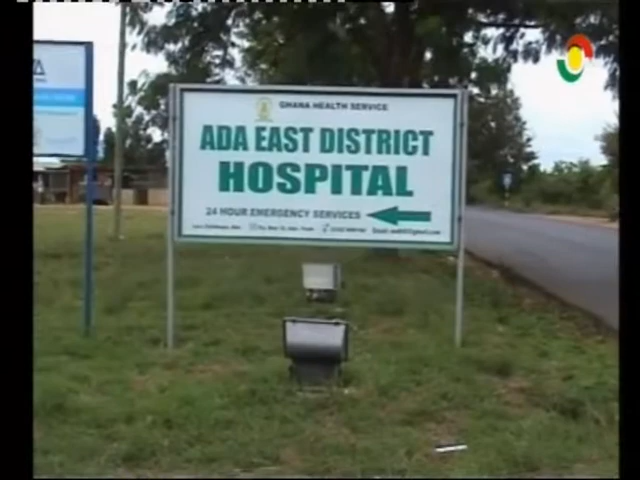 GHANA HEALTH SERVICE
ADA EAST DISTRICT
HOSPITAL
24 HOUR EMERGENCY SERVICES